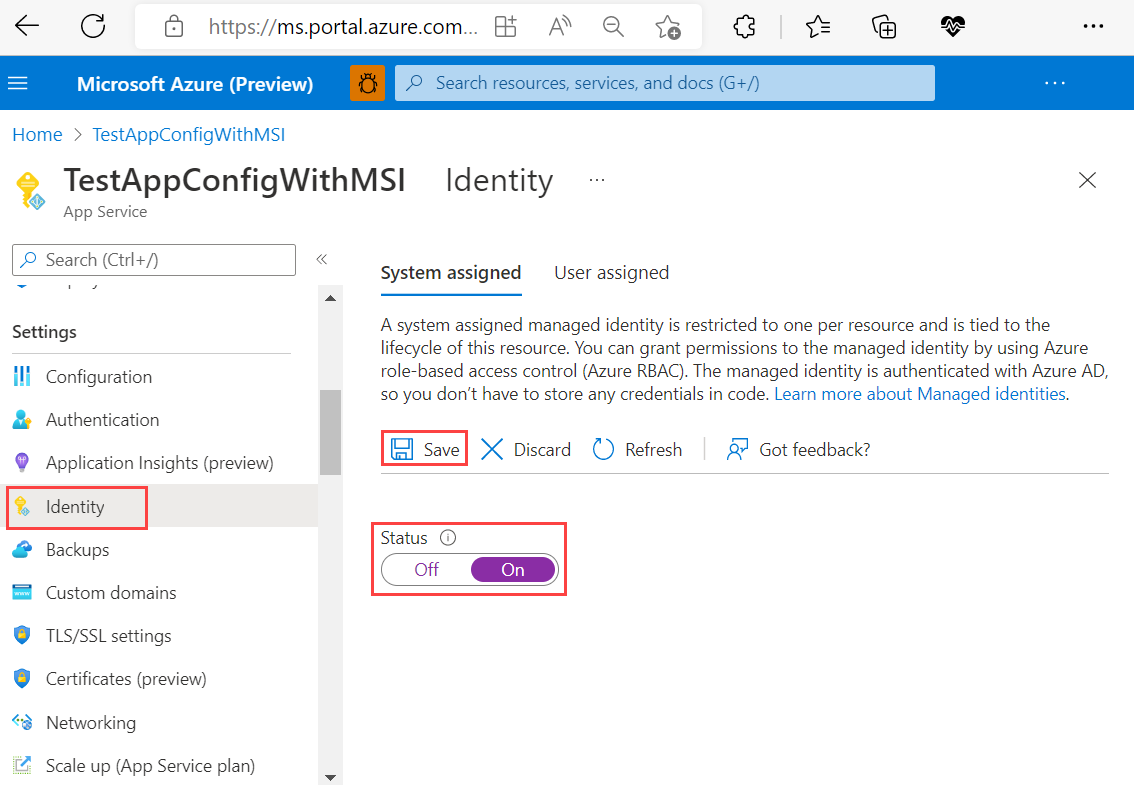 https://ms.portal.azure.com...
Microsoft Azure (Preview)
Search resources, services, and docs (G+/)
Home > TestAppConfigWithMSI
TestAppConfigWithMSI Identity ...
App Service
Search (Ctrl+/)
«
System assigned
User assigned
A system assigned managed identity is restricted to one per resource and is tied to the
lifecycle of this resource. You can grant permissions to the managed identity by using Azure
role-based access control (Azure RBAC). The managed identity is authenticated with Azure AD,
so you don’t have to store any credentials in code. Learn more about Managed identities.
Save
Discard
Refresh
Got feedback?
Status
Off
On
Settings
Configuration
Authentication
Application Insights (preview)
Identity
Backups
Custom domains
TLS/SSL settings
Certificates (preview)
Networking
Scale up (App Service plan)